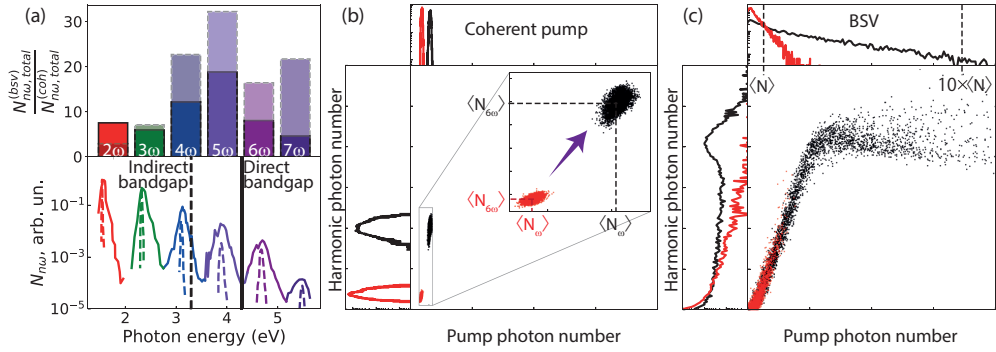 (a)
N_{nω,total}^{(bsv)}
N_{nω,total}^{(coh)}
30
20
10
0
2ω 3ω 4ω 5ω 6ω 7ω
Indirect bandgap
Direct bandgap
N_{nω}, arb. un.
10^{-1}
10^{-3}
10^{-5}
2 3 4 5
Photon energy (eV)
(b)
Coherent pump
Harmonic photon number
⟨N_{6ω}⟩
⟨N_{6ω}⟩
⟨N_ω⟩
⟨N_ω⟩
Pump photon number
(c)
BSV
⟨N⟩
10×⟨N⟩
Harmonic photon number
Pump photon number